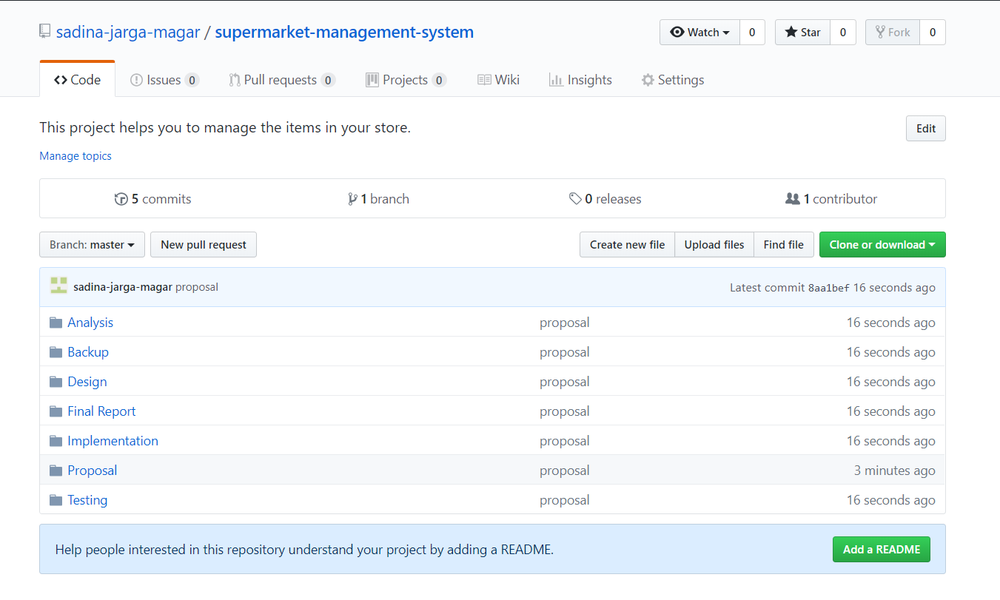 sadina-jarga-magar / supermarket-management-system Watch 0 Star 0 Fork 0
Code Issues 0 Pull requests 0 Projects 0 Wiki Insights Settings
This project helps you to manage the items in your store. Edit
Manage topics
5 commits 1 branch 0 releases 1 contributor
Branch: master New pull request Create new file Upload files Find file Clone or download
sadina-jarga-magar proposal Latest commit 8aa1bef 16 seconds ago
Analysis proposal 16 seconds ago
Backup proposal 16 seconds ago
Design proposal 16 seconds ago
Final Report proposal 16 seconds ago
Implementation proposal 16 seconds ago
Proposal proposal 3 minutes ago
Testing proposal 16 seconds ago
Help people interested in this repository understand your project by adding a README. Add a README